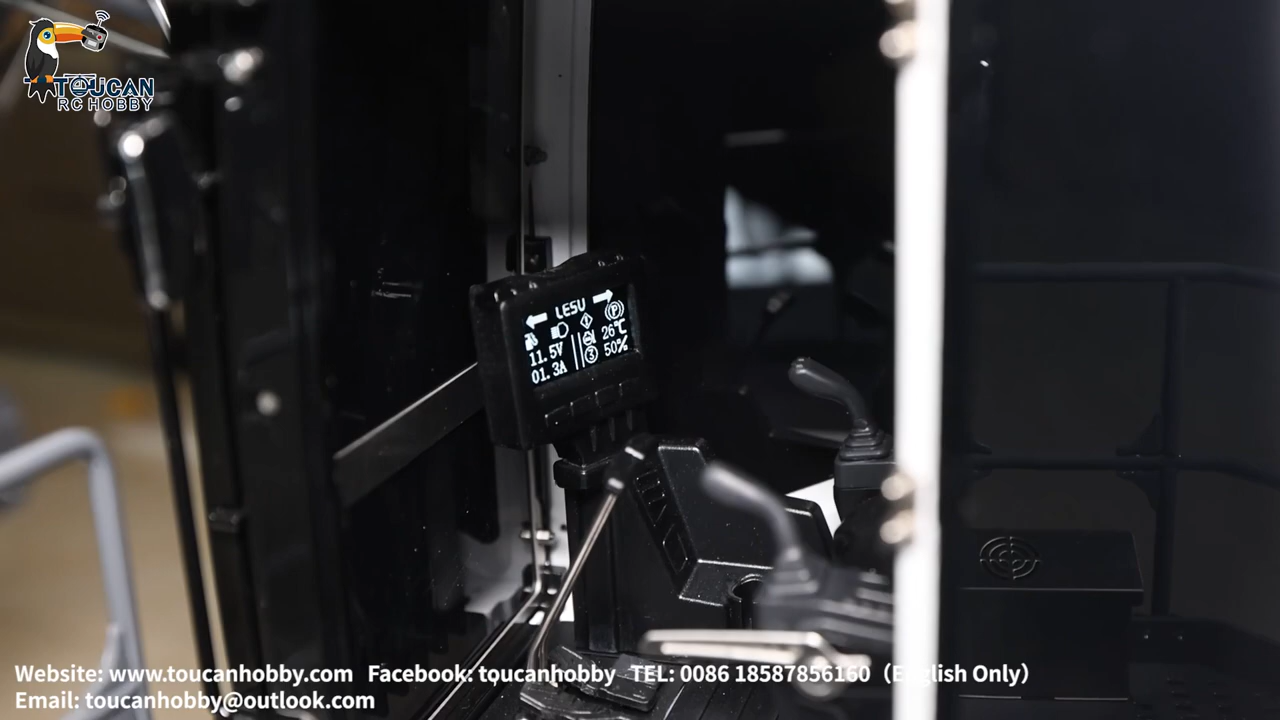 TOUCAN
RC HOBBY
LESU
P
26℃
11.5V
3 50%
01.3A
Website: www.toucanhobby.com Facebook: toucanhobby TEL: 0086 18587856160（English Only）
Email: toucanhobby@outlook.com